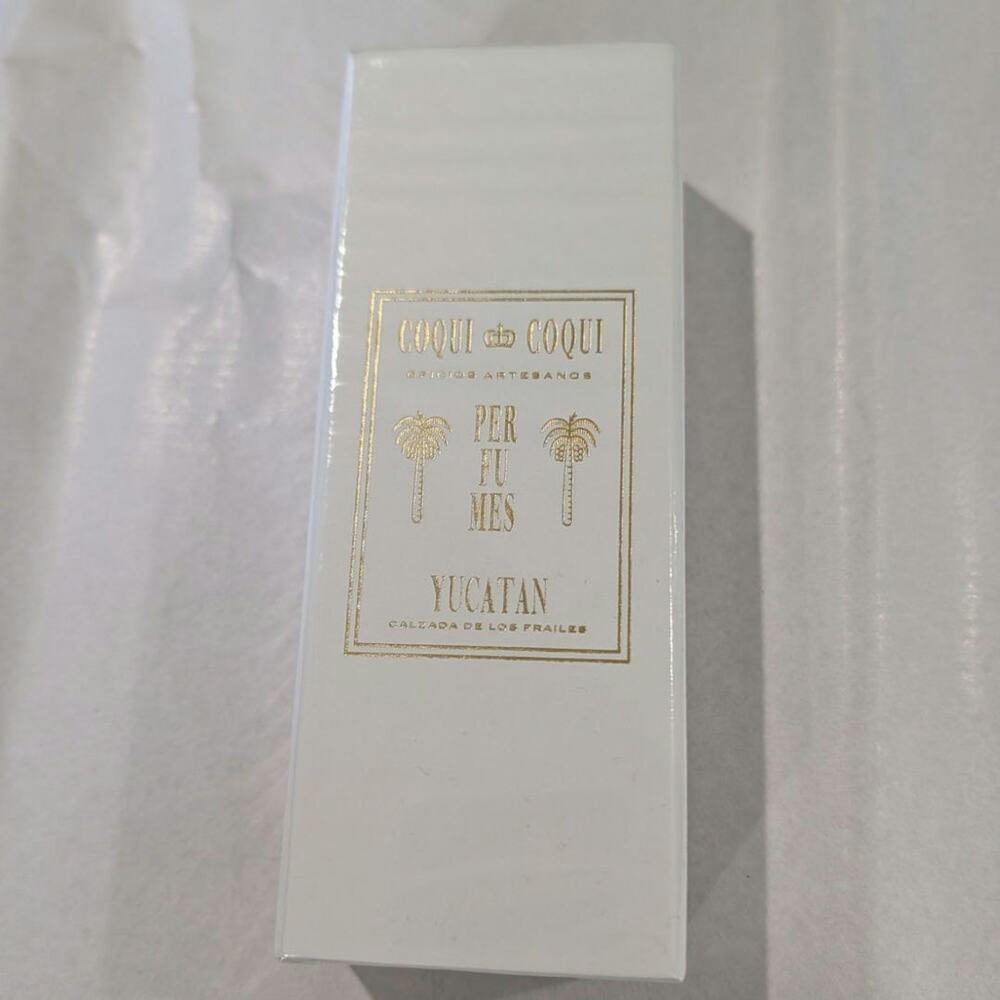 COQUI COQUI
OFICIOS ARTESANOS
PER
FU
MES
YUCATAN
CALZADA DE LOS FRAILES